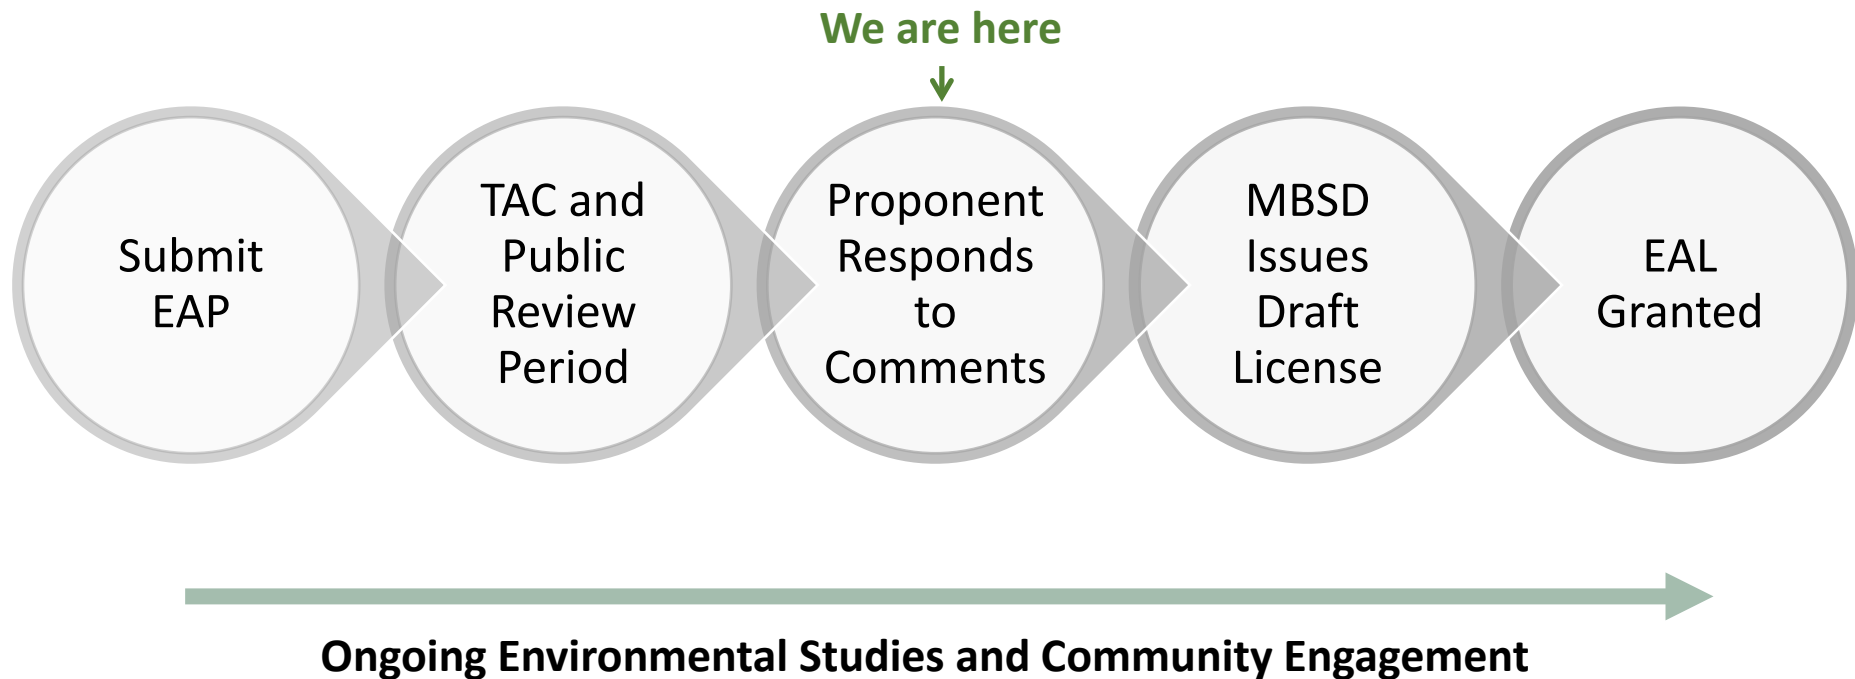 We are here
Submit
EAP
TAC and
Public
Review
Period
Proponent
Responds
to
Comments
MBSD
Issues
Draft
License
EAL
Granted
Ongoing Environmental Studies and Community Engagement